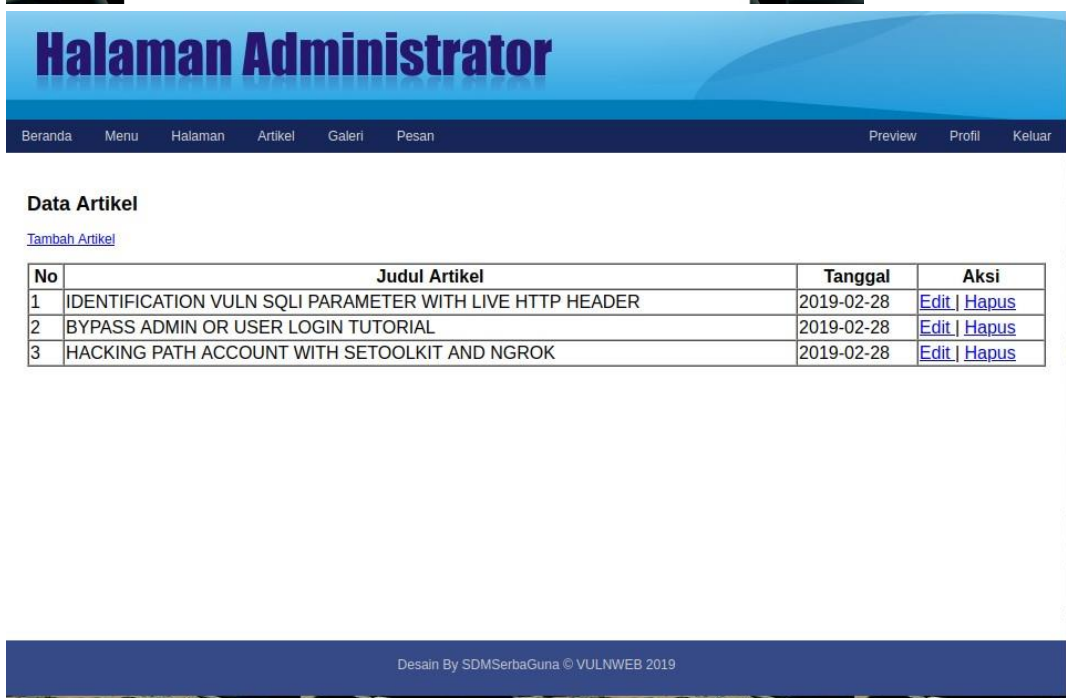 Halaman Administrator
Beranda Menu Halaman Artikel Galeri Pesan Preview Profil Keluar
Data Artikel
Tambah Artikel
No Judul Artikel Tanggal Aksi
1 IDENTIFICATION VULN SQLI PARAMETER WITH LIVE HTTP HEADER 2019-02-28 Edit | Hapus
2 BYPASS ADMIN OR USER LOGIN TUTORIAL 2019-02-28 Edit | Hapus
3 HACKING PATH ACCOUNT WITH SETOOLKIT AND NGROK 2019-02-28 Edit | Hapus
Desain By SDMSerbaGuna © VULNWEB 2019